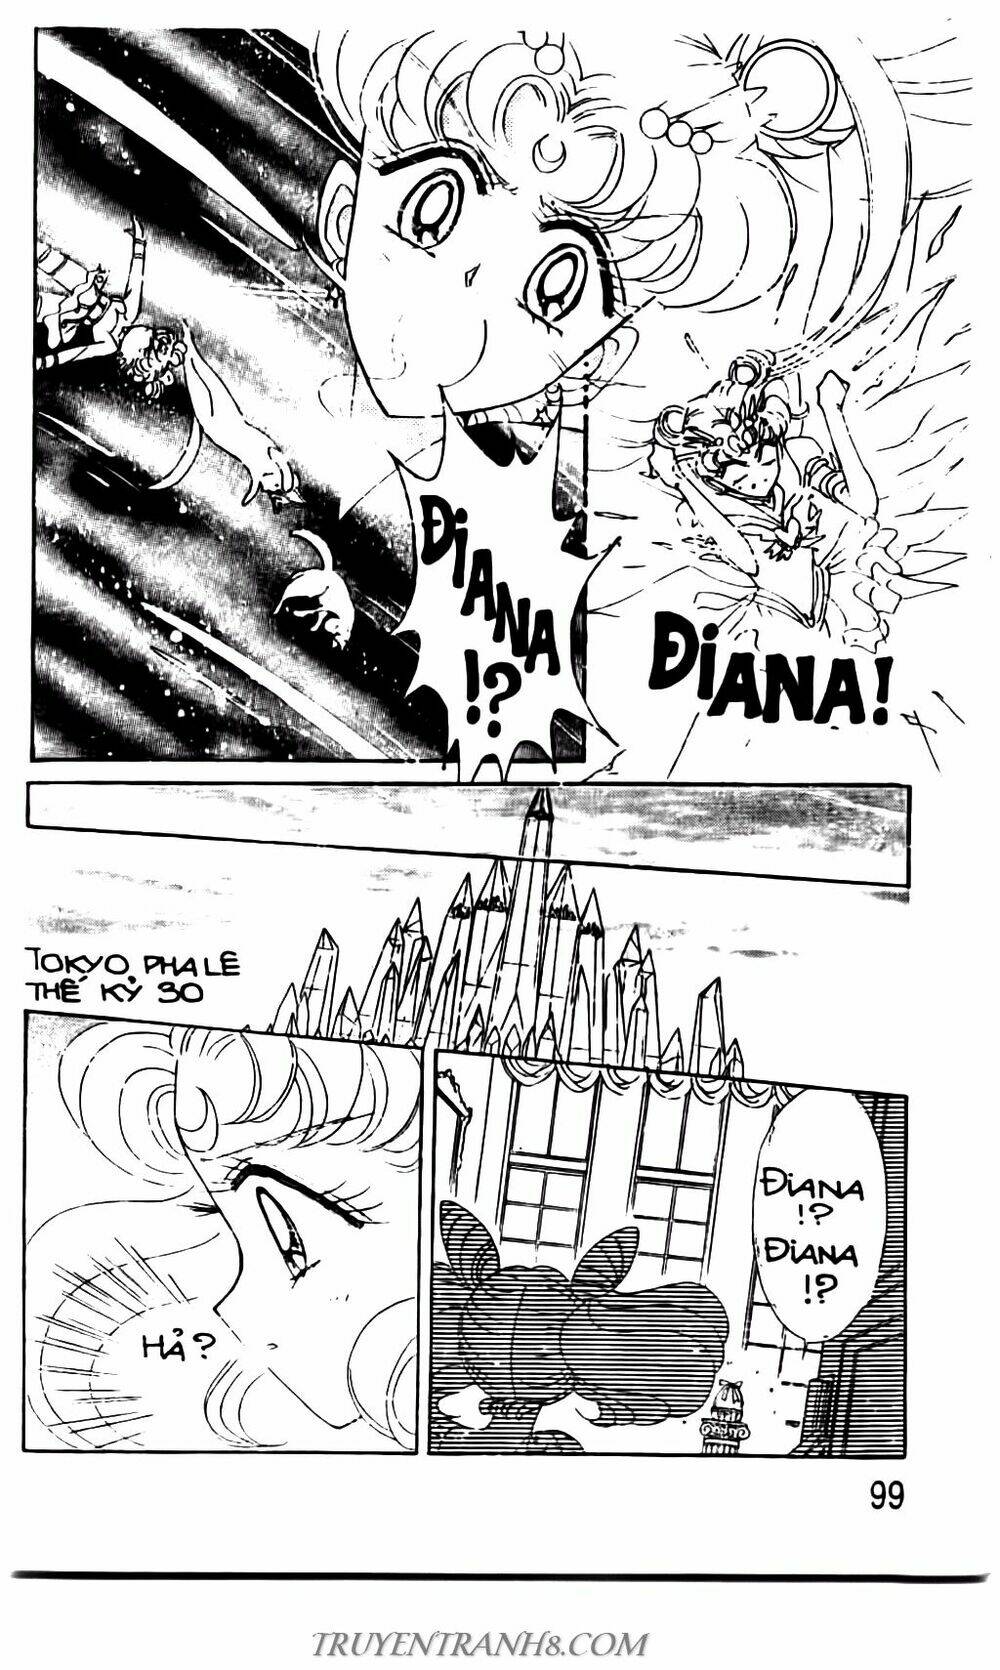 ĐiANA
!?
ĐiANA!
TOKYO PHA LÊ
THẾ KỶ 30
HẢ?
ĐiANA
!?
ĐiANA
!?
99
TRUYENTRANH8.COM